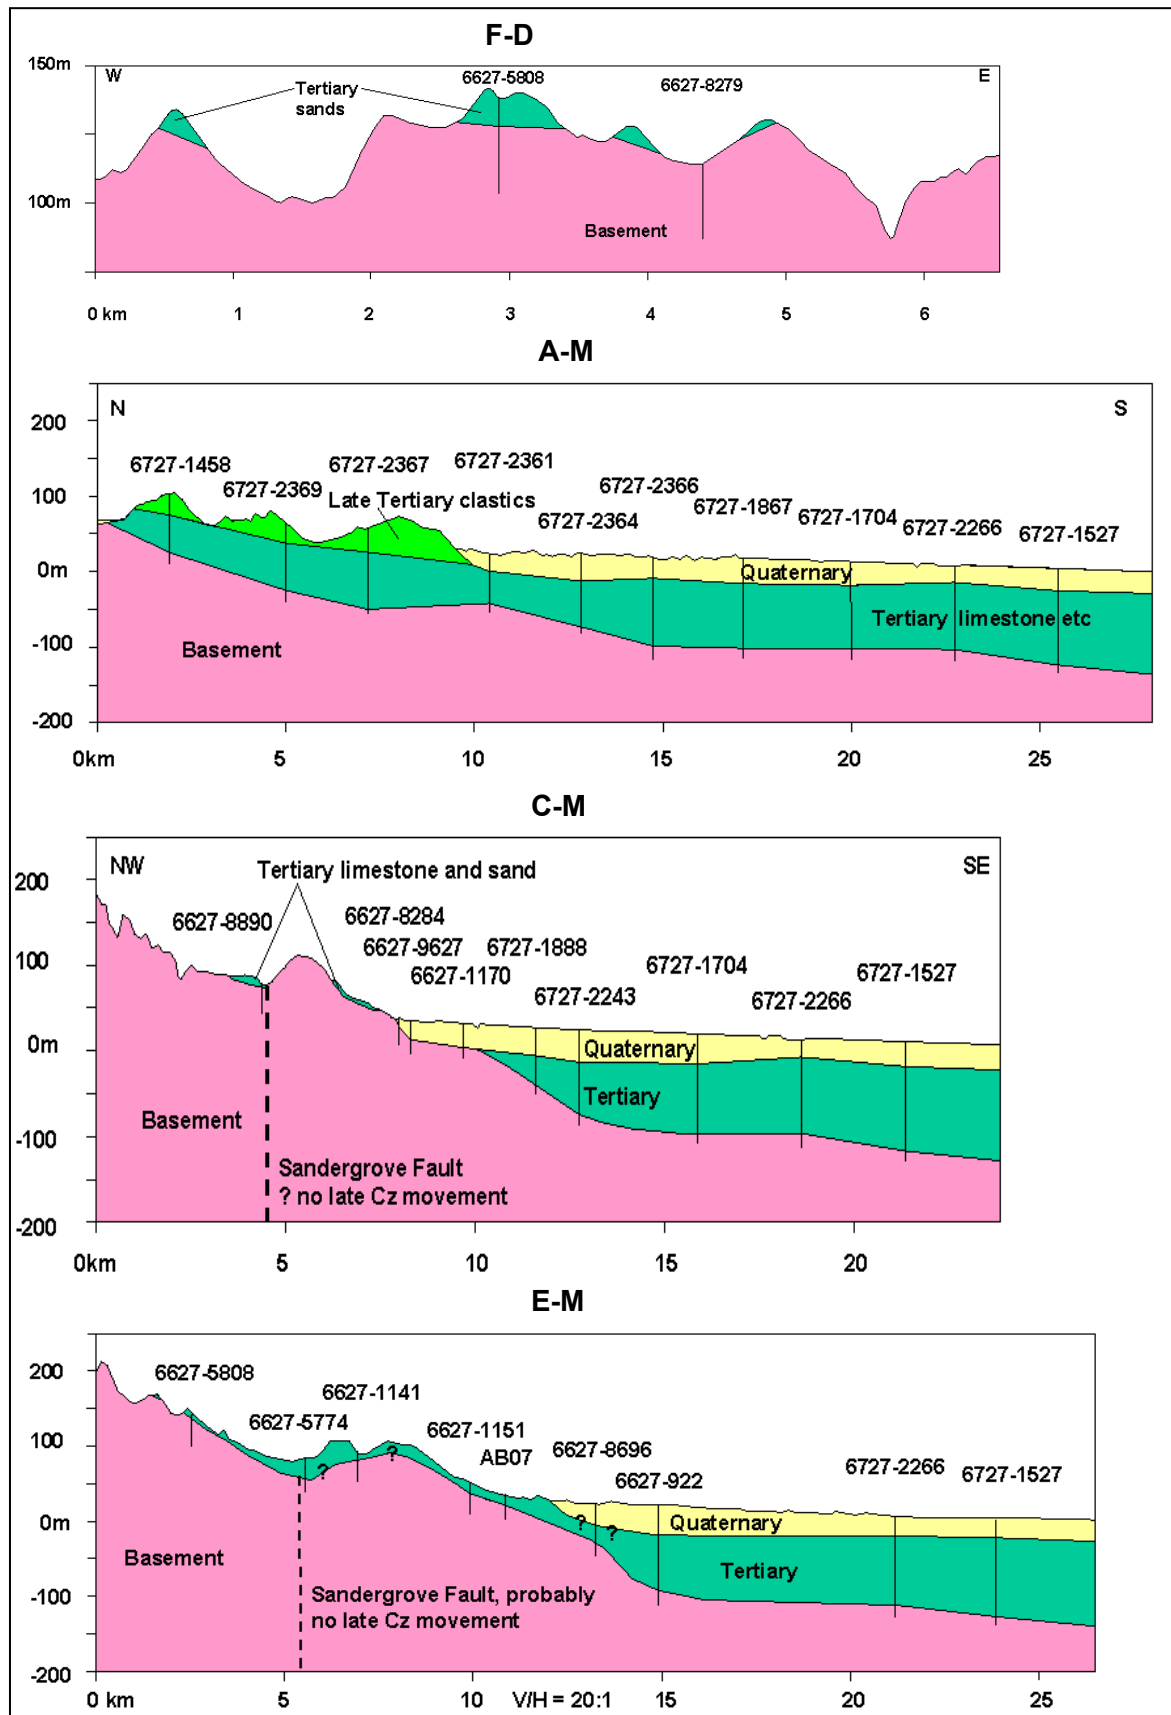 F-D
150m
W
6627-5808
E
Tertiary
sands
6627-8279
100m
Basement
0 km 1 2 3 4 5 6
A-M
200
N
S
6727-1458
6727-2369
6727-2367
6727-2361
6727-2364
6727-2366
6727-1867
6727-1704
6727-2266
6727-1527
Late Tertiary clastics
100
0m
Quaternary
Tertiary limestone etc
Basement
-100
-200
0km 5 10 15 20 25
C-M
200
NW
SE
Tertiary limestone and sand
6627-8890
6627-8284
6627-9627
6627-1170
6727-1888
6727-2243
6727-1704
6727-2266
6727-1527
100
0m
Quaternary
Tertiary
Basement
-100
Sandergrove Fault
? no late Cz movement
-200
0km 5 10 15 20
E-M
200
6627-5808
6627-1141
6627-5774
6627-1151
AB07
6627-8696
6627-922
6727-2266
6727-1527
100
?
?
0m
?
?
Quaternary
Basement
Tertiary
-100
Sandergrove Fault, probably
no late Cz movement
-200
0 km 5 10 V/H = 20:1 15 20 25